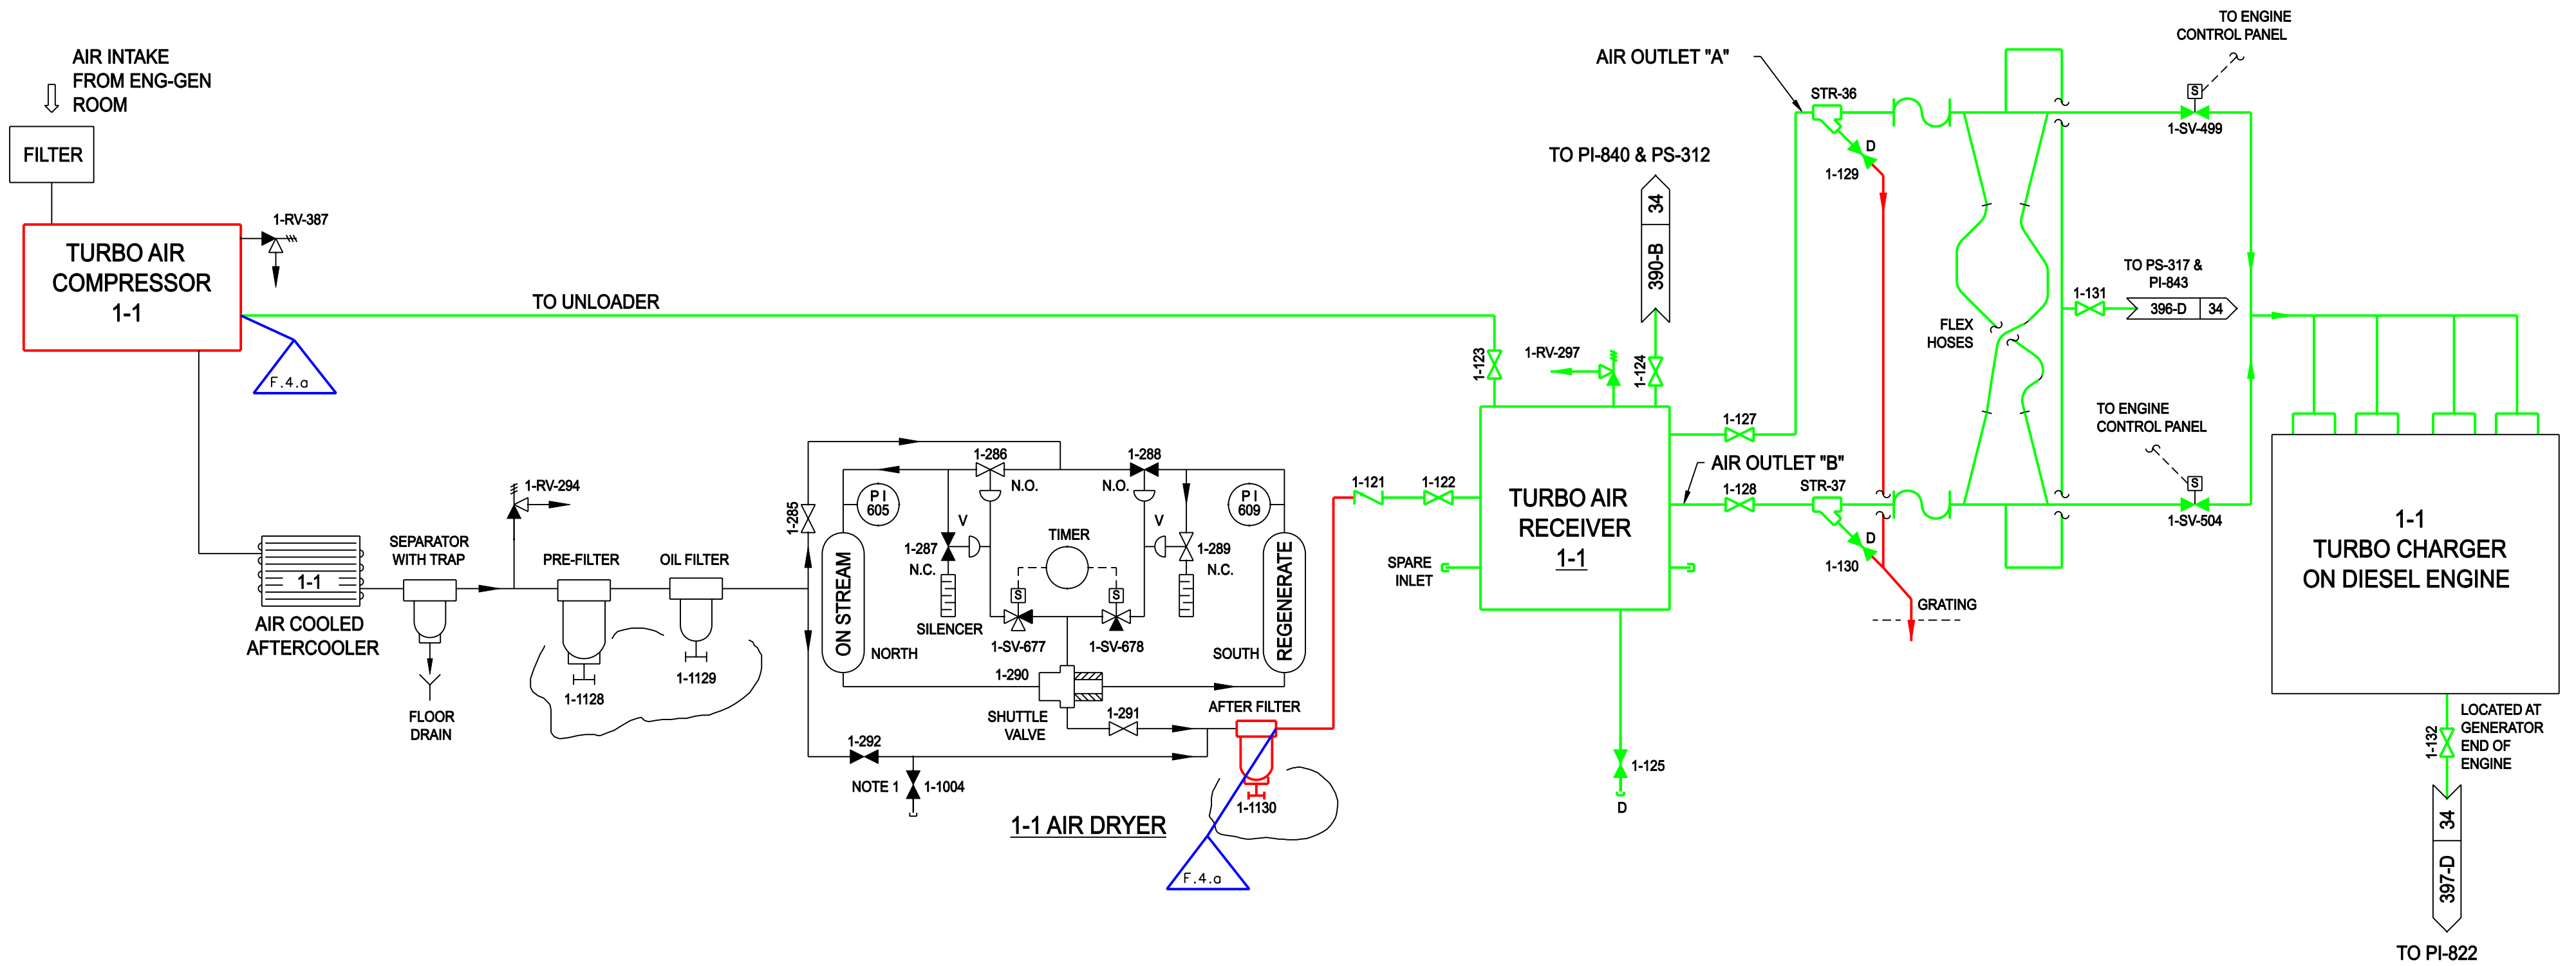 AIR INTAKE
FROM ENG-GEN
ROOM
FILTER
TURBO AIR
COMPRESSOR
1-1
1-RV-387
F.4.a
TO UNLOADER
1-1
AIR COOLED
AFTERCOOLER
SEPARATOR
WITH TRAP
FLOOR
DRAIN
1-RV-294
PRE-FILTER
1-1128
OIL FILTER
1-1129
1-285
P I
605
ON STREAM
NORTH
1-286
N.O.
1-288
N.O.
V
1-287
N.C.
SILENCER
TIMER
S
S
1-SV-677
1-SV-678
V
1-289
N.C.
P I
609
REGENERATE
SOUTH
1-290
SHUTTLE
VALVE
1-291
1-292
NOTE 1
1-1004
AFTER FILTER
1-1130
1-1 AIR DRYER
F.4.a
1-121
1-122
1-123
1-RV-297
1-124
TO PI-840 & PS-312
34
390-B
TURBO AIR
RECEIVER
1-1
SPARE
INLET
1-125
D
1-127
AIR OUTLET "A"
STR-36
D
1-129
AIR OUTLET "B"
1-128
STR-37
D
1-130
GRATING
FLEX
HOSES
TO ENGINE
CONTROL PANEL
S
1-SV-499
TO PS-317 &
PI-843
1-131
396-D
34
TO ENGINE
CONTROL PANEL
S
1-SV-504
1-1
TURBO CHARGER
ON DIESEL ENGINE
1-132
LOCATED AT
GENERATOR
END OF
ENGINE
34
397-D
TO PI-822